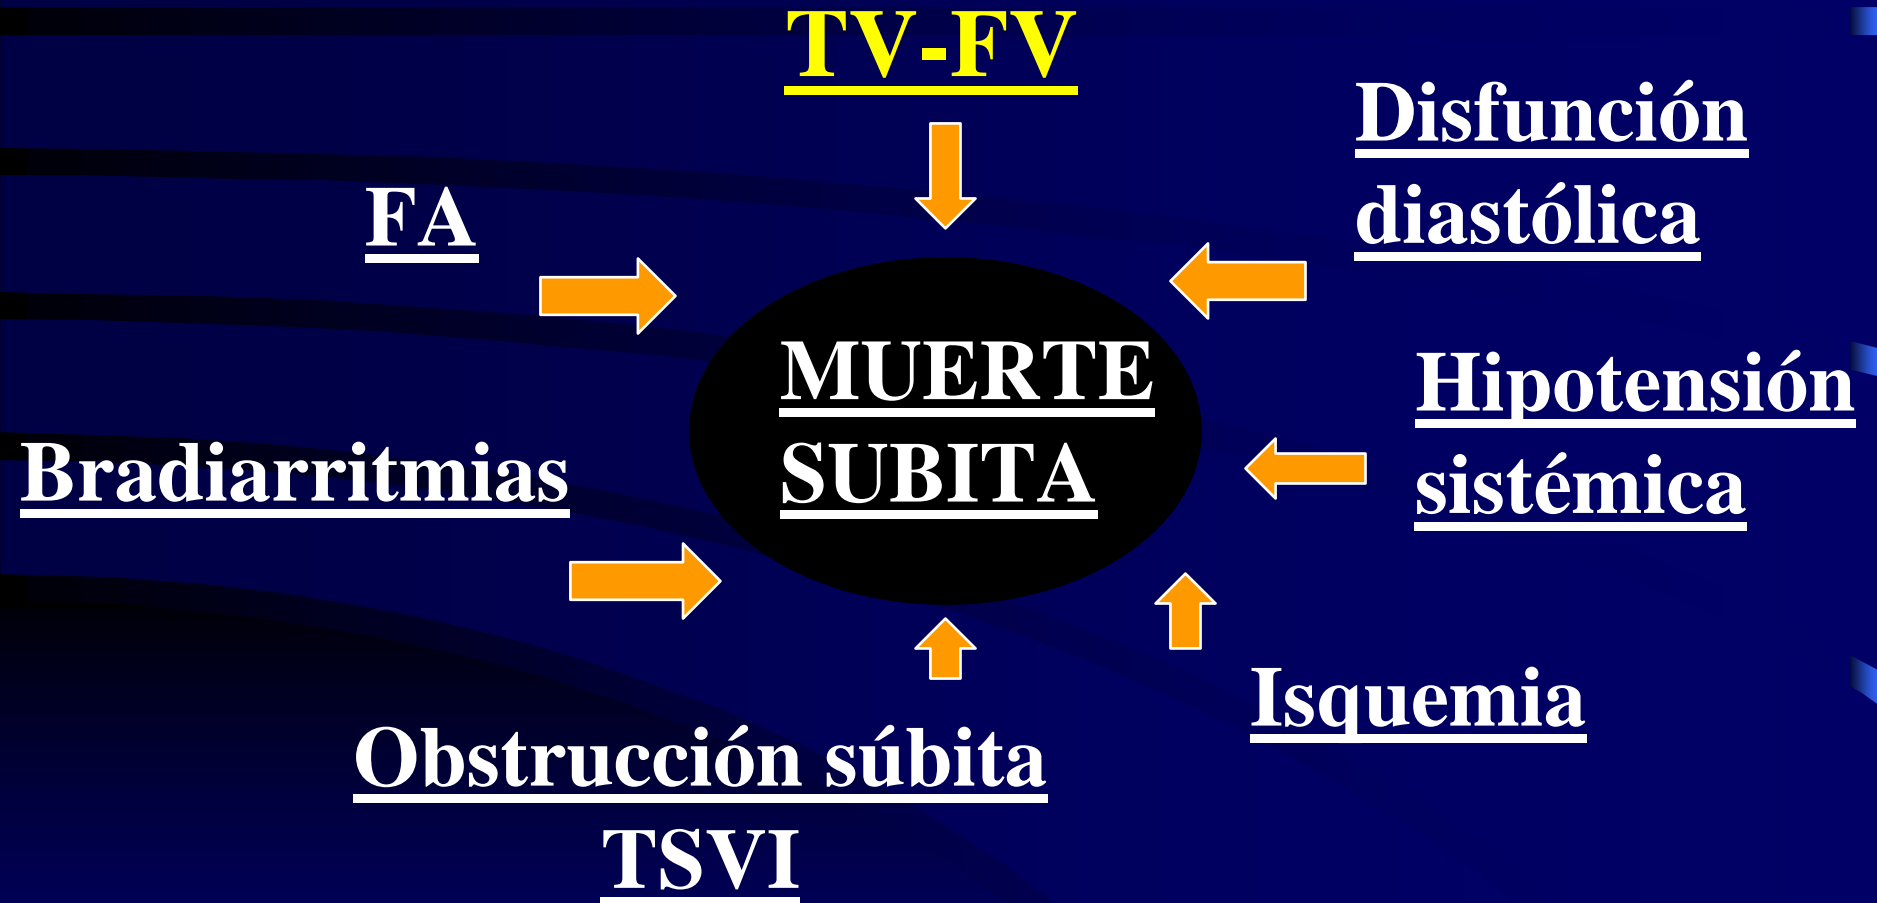 TV-FV
Disfunción
diastólica
FA
MUERTE
SUBITA
Hipotensión
sistémica
Bradiarritmias
Isquemia
Obstrucción súbita
TSVI